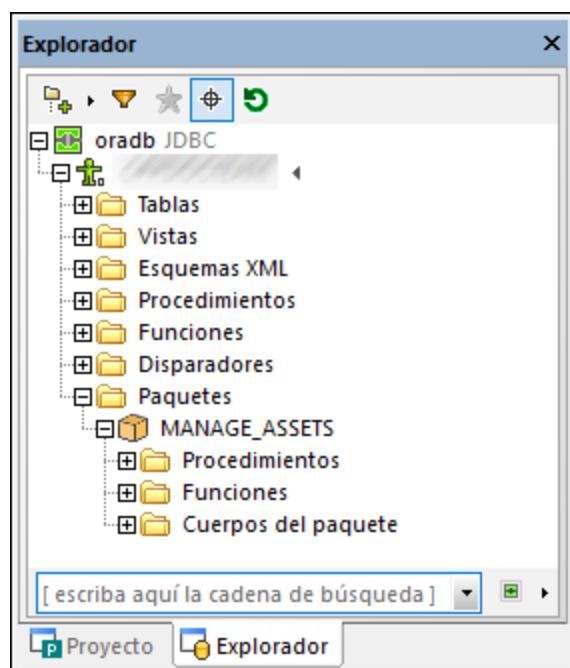 Explorador
oradb JDBC
Tablas
Vistas
Esquemas XML
Procedimientos
Funciones
Disparadores
Paquetes
MANAGE_ASSETS
Procedimientos
Funciones
Cuerpos del paquete
[ escriba aquí la cadena de búsqueda ]
Proyecto Explorador